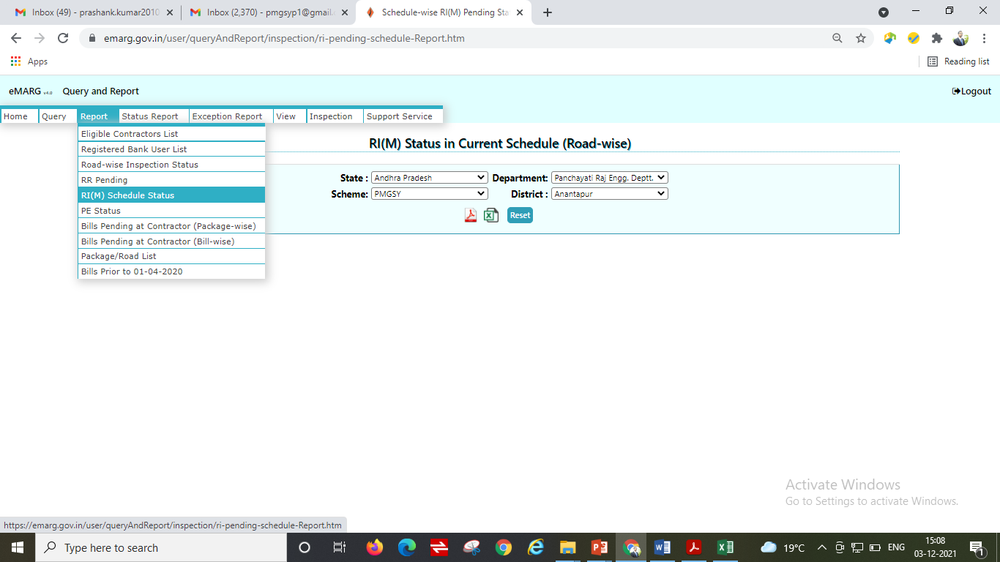 Inbox (49) - prashank.kumar2010
Inbox (2,370) - pmgsyp1@gmail.
Schedule-wise RI(M) Pending Sta
emarg.gov.in/user/queryAndReport/inspection/ri-pending-schedule-Report.htm
Apps
Reading list
eMARG v4.0 Query and Report
Logout
Home Query Report Status Report Exception Report View Inspection Support Service
Eligible Contractors List
Registered Bank User List
Road-wise Inspection Status
RR Pending
RI(M) Schedule Status
PE Status
Bills Pending at Contractor (Package-wise)
Bills Pending at Contractor (Bill-wise)
Package/Road List
Bills Prior to 01-04-2020
RI(M) Status in Current Schedule (Road-wise)
State : Andhra Pradesh Department: Panchayati Raj Engg. Deptt.
Scheme: PMGSY District : Anantapur
Reset
Activate Windows
Go to Settings to activate Windows.
https://emarg.gov.in/user/queryAndReport/inspection/ri-pending-schedule-Report.htm
Type here to search
19°C
ENG
15:08
03-12-2021
1